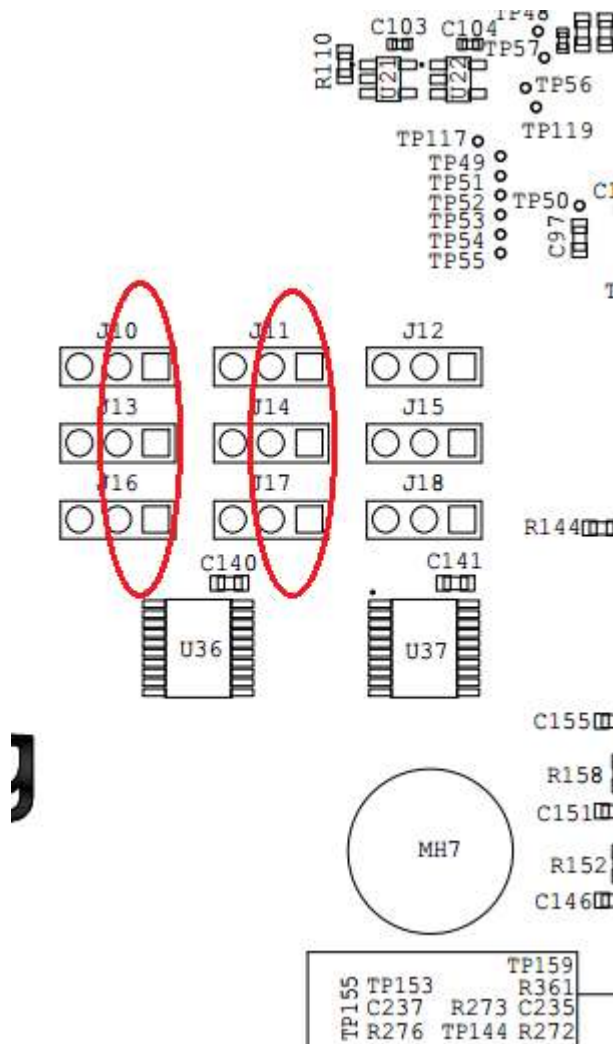 TP48
C103 C104
TP57
R110
U21
U22
TP56
TP119
TP117
TP49
TP51
TP52
TP53
TP54
TP55
TP50
C97
J10 J11 J12
J13 J14 J15
J16 J17 J18
R144
C140 C141
U36 U37
C155
R158
C151
MH7
R152
C146
TP159
TP155
TP153 R361
C237 R273 C235
R276 TP144 R272